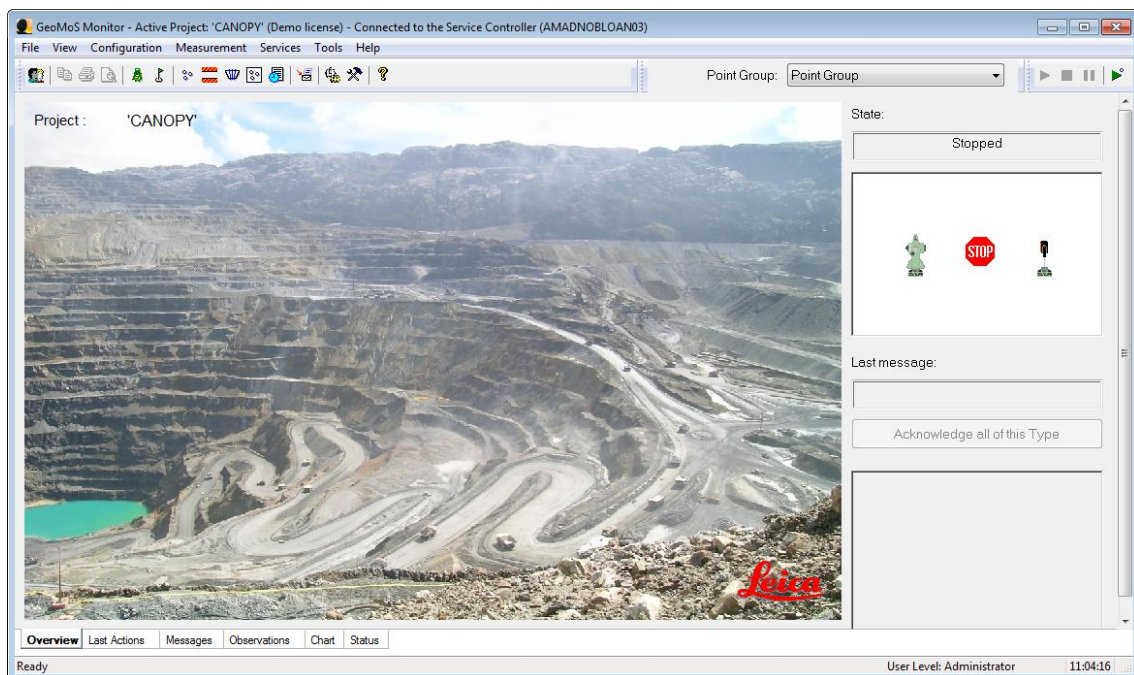 GeoMoS Monitor - Active Project: 'CANOPY' (Demo license) - Connected to the Service Controller (AMADNOBLOAN03)
File View Configuration Measurement Services Tools Help
Point Group: Point Group
Project : 'CANOPY'
State:
Stopped
STOP
Last message:
Acknowledge all of this Type
Leica
Overview Last Actions Messages Observations Chart Status
Ready User Level: Administrator 11:04:16